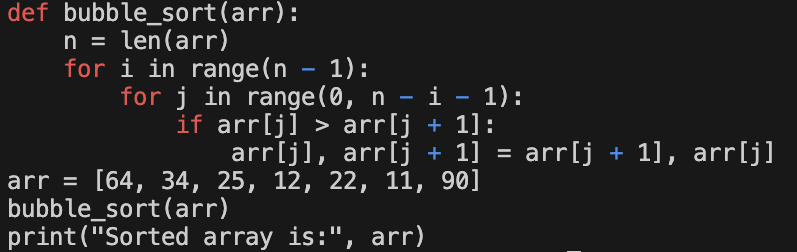 def bubble_sort(arr):
    n = len(arr)
    for i in range(n - 1):
        for j in range(0, n - i - 1):
            if arr[j] > arr[j + 1]:
                arr[j], arr[j + 1] = arr[j + 1], arr[j]
arr = [64, 34, 25, 12, 22, 11, 90]
bubble_sort(arr)
print("Sorted array is:", arr)